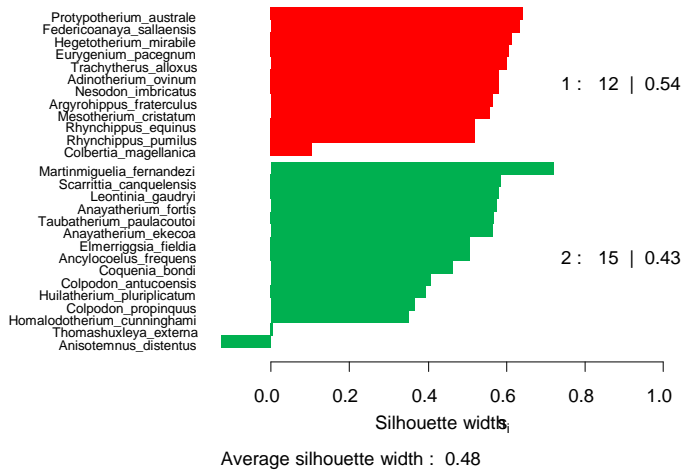 Protypotherium_australe
Federicoanaya_sallaensis
Hegetotherium_mirabile
Eurygenium_pacegnum
Trachytherus_alloxus
Adinotherium_ovinum
Nesodon_imbricatus
Argyrohippus_fraterculus
Mesotherium_cristatum
Rhynchippus_equinus
Rhynchippus_pumilus
Colbertia_magellanica
1 : 12 | 0.54
Martinmiguelia_fernandezi
Scarrittia_canquelensis
Leontinia_gaudryi
Anayatherium_fortis
Taubatherium_paulacoutoi
Anayatherium_ekecoa
Elmerriggsia_fieldia
Ancylocoelus_frequens
Coquenia_bondi
Colpodon_antucoensis
Huilatherium_pluriplicatum
Colpodon_propinquus
Homalodotherium_cunninghami
Thomashuxleya_externa
Anisotemnus_distentus
2 : 15 | 0.43
0.0 0.2 0.4 0.6 0.8 1.0
Silhouette width si
Average silhouette width : 0.48